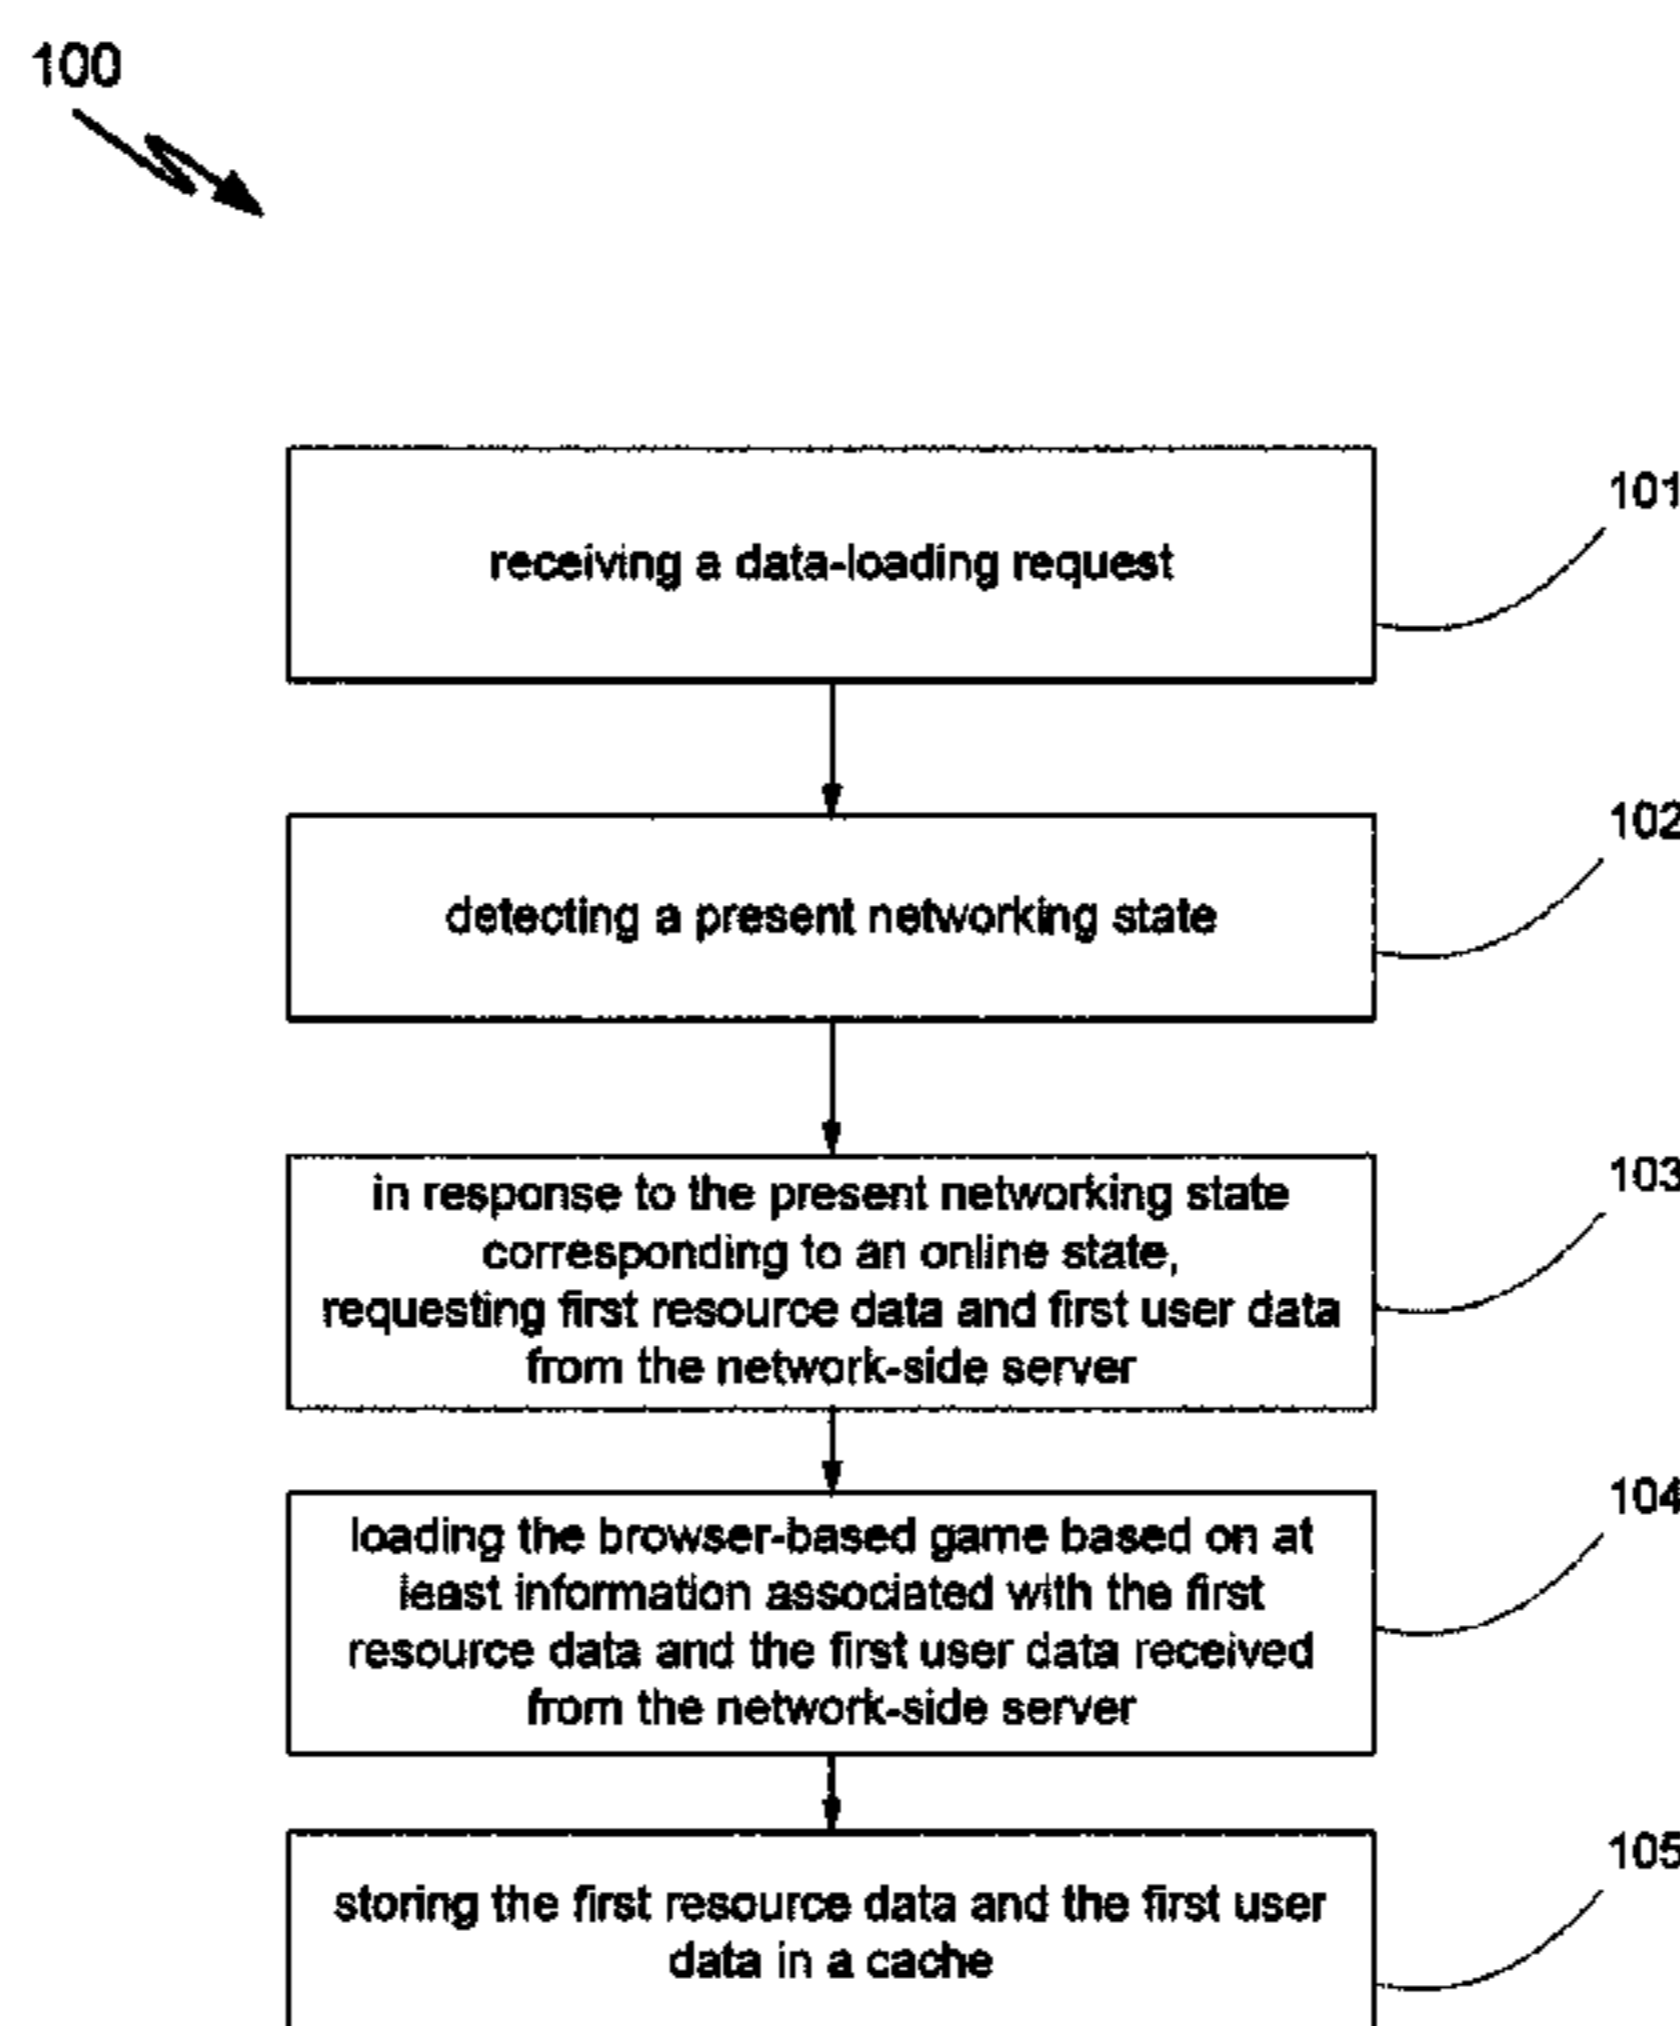 100
receiving a data-loading request
101
detecting a present networking state
102
in response to the present networking state
corresponding to an online state,
requesting first resource data and first user data
from the network-side server
103
loading the browser-based game based on at
least information associated with the first
resource data and the first user data received
from the network-side server
104
storing the first resource data and the first user
data in a cache
105